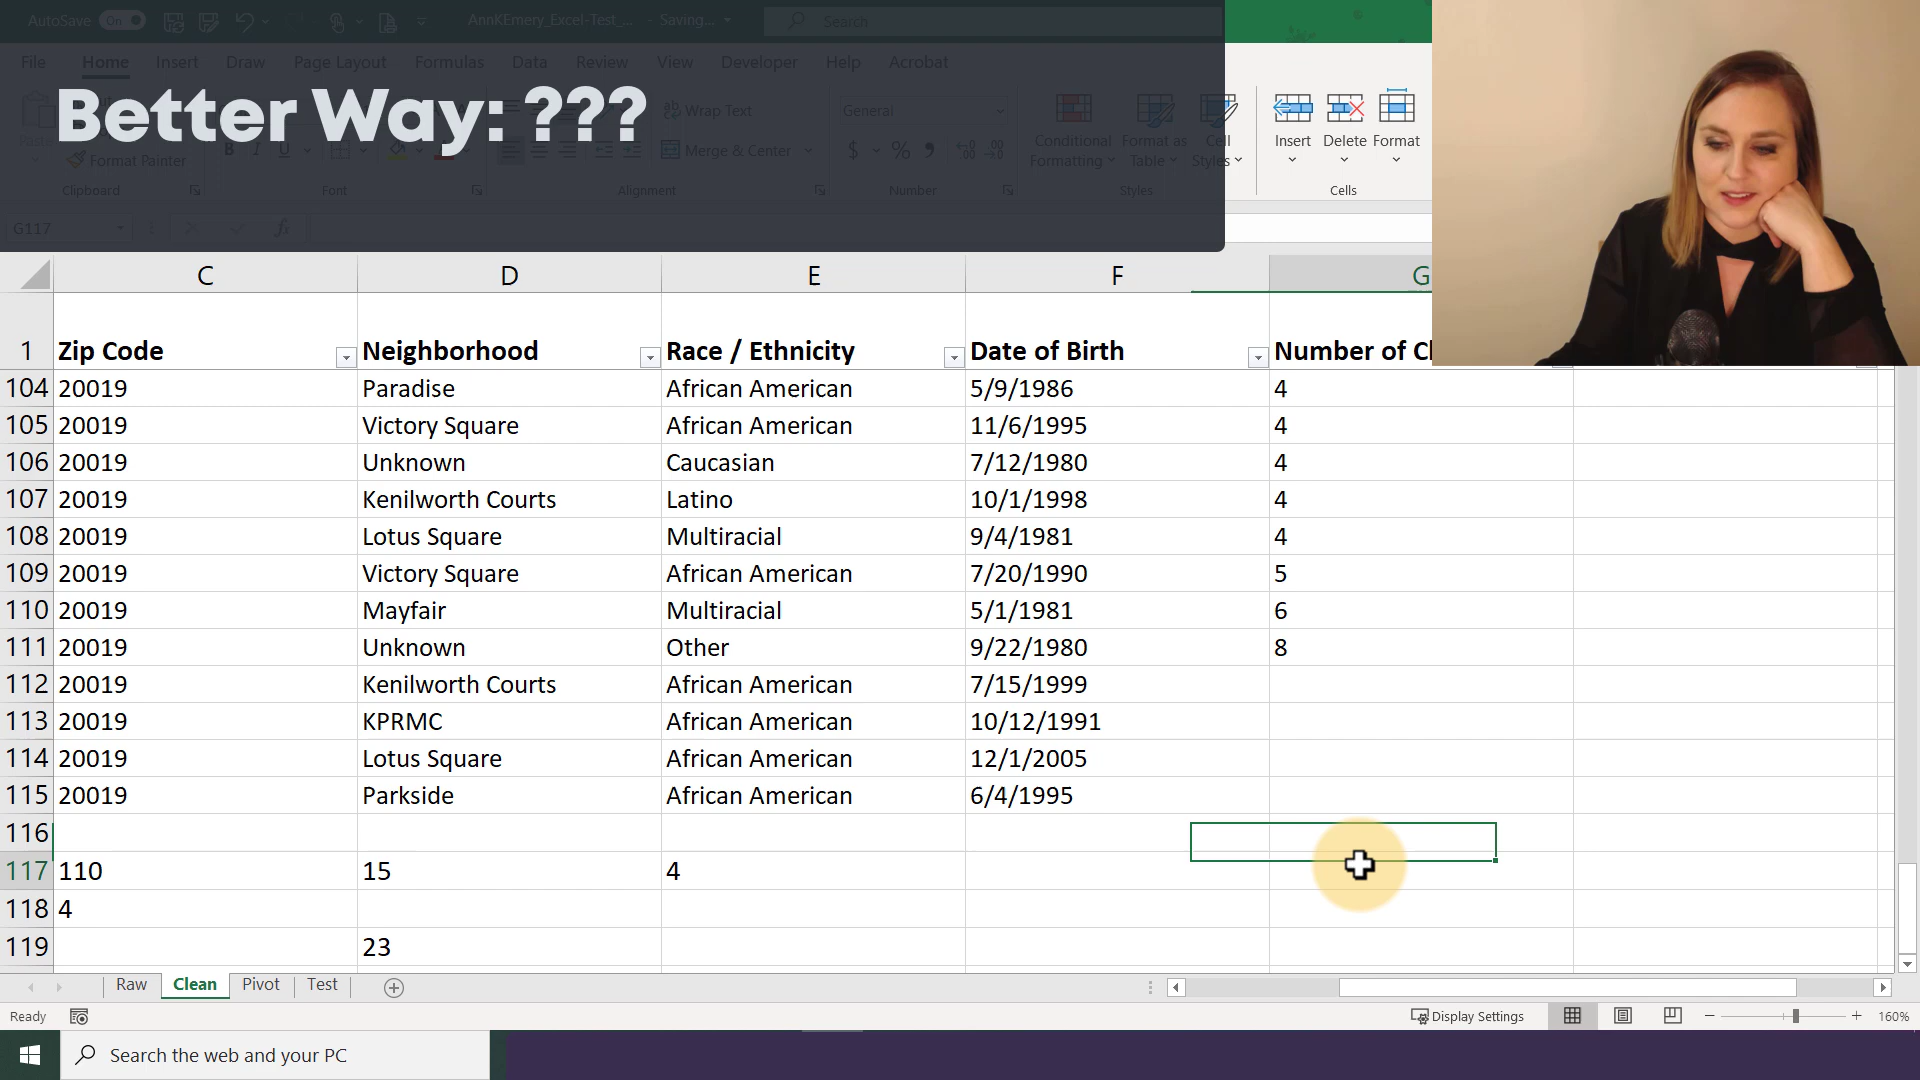 AutoSave On AnnKEmery_Excel-Test_... - Saving... Search
File Home Insert Draw Page Layout Formulas Data Review View Developer Help Acrobat
Better Way: ???
Paste Format Painter
B I U
Wrap Text
Merge & Center
General
$ % 9
Conditional Formatting
Format as Table
Cell Styles
Insert Delete Format
Clipboard Font Alignment Number Styles Cells
G117 fx
C D E F G
1 Zip Code Neighborhood Race / Ethnicity Date of Birth Number of
104 20019 Paradise African American 5/9/1986 4
105 20019 Victory Square African American 11/6/1995 4
106 20019 Unknown Caucasian 7/12/1980 4
107 20019 Kenilworth Courts Latino 10/1/1998 4
108 20019 Lotus Square Multiracial 9/4/1981 4
109 20019 Victory Square African American 7/20/1990 5
110 20019 Mayfair Multiracial 5/1/1981 6
111 20019 Unknown Other 9/22/1980 8
112 20019 Kenilworth Courts African American 7/15/1999
113 20019 KPRMC African American 10/12/1991
114 20019 Lotus Square African American 12/1/2005
115 20019 Parkside African American 6/4/1995
116
117 110 15 4
118 4
119 23
Raw Clean Pivot Test
Ready Display Settings 160%
Search the web and your PC